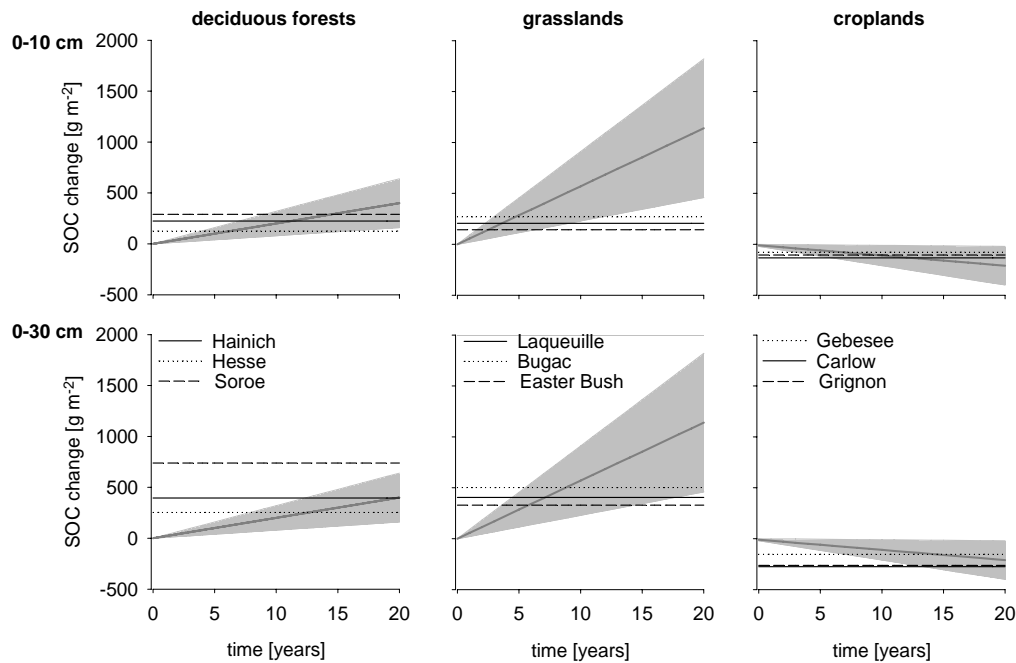 deciduous forests
grasslands
croplands
0-10 cm
SOC change [g m-2]
2000
1500
1000
500
0
-500
0-30 cm
SOC change [g m-2]
2000
1500
1000
500
0
-500
Hainich
Hesse
Soroe
Laqueuille
Bugac
Easter Bush
Gebesee
Carlow
Grignon
0 5 10 15 20
0 5 10 15 20
0 5 10 15 20
time [years]
time [years]
time [years]